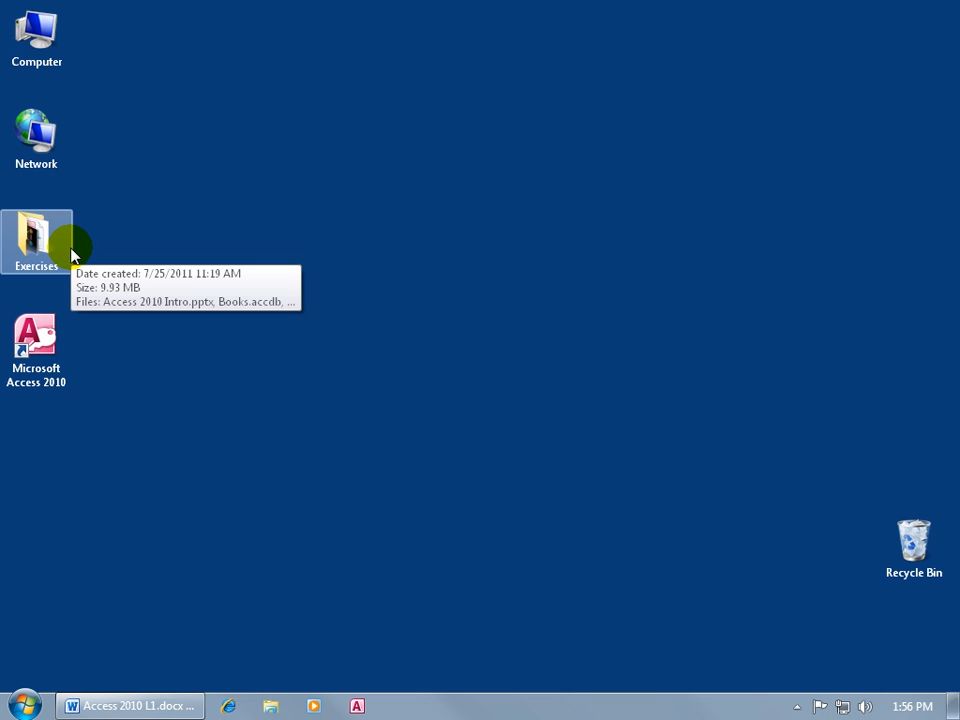 Computer
Network
Exercises
Date created: 7/25/2011 11:19 AM
Size: 9.93 MB
Files: Access 2010 Intro.pptx, Books.accdb, ...
Microsoft
Access 2010
Recycle Bin
Access 2010 L1.docx ...
1:56 PM